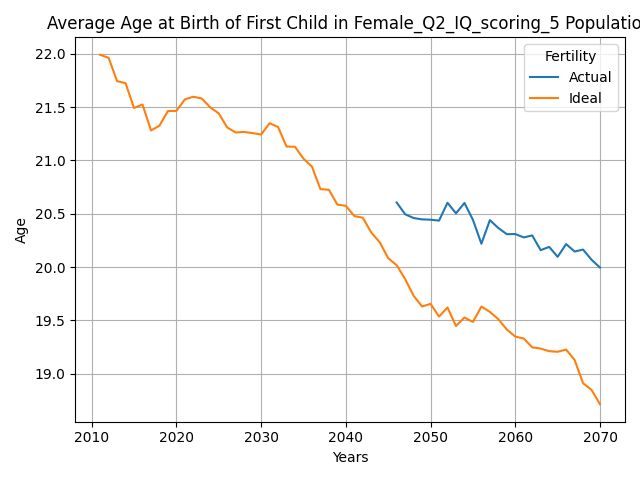 Average Age at Birth of First Child in Female_Q2_IQ_scoring_5 Populatio
Fertility
Actual
Ideal
22.0
21.5
21.0
20.5
20.0
19.5
19.0
Age
2010 2020 2030 2040 2050 2060 2070
Years